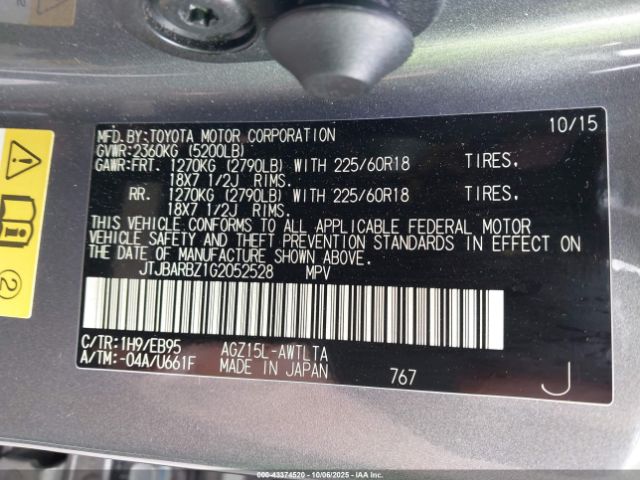 MFD.BY:TOYOTA MOTOR CORPORATION 10/15
GVWR:2360KG (5200LB)
GAWR:FRT. 1270KG (2790LB) WITH 225/60R18 TIRES.
18X7 1/2J RIMS.
RR. 1270KG (2790LB) WITH 225/60R18 TIRES.
18X7 1/2J RIMS.
THIS VEHICLE CONFORMS TO ALL APPLICABLE FEDERAL MOTOR
VEHICLE SAFETY AND THEFT PREVENTION STANDARDS IN EFFECT ON
THE DATE OF MANUFACTURE SHOWN ABOVE.
JTJBARBZ1G2052528 MPV
C/TR:1H9/EB95 AGZ15L-AWTLTA
A/TM:-04A/U661F MADE IN JAPAN 767 J
2
000-43374520 - 10/06/2025 - IAAI